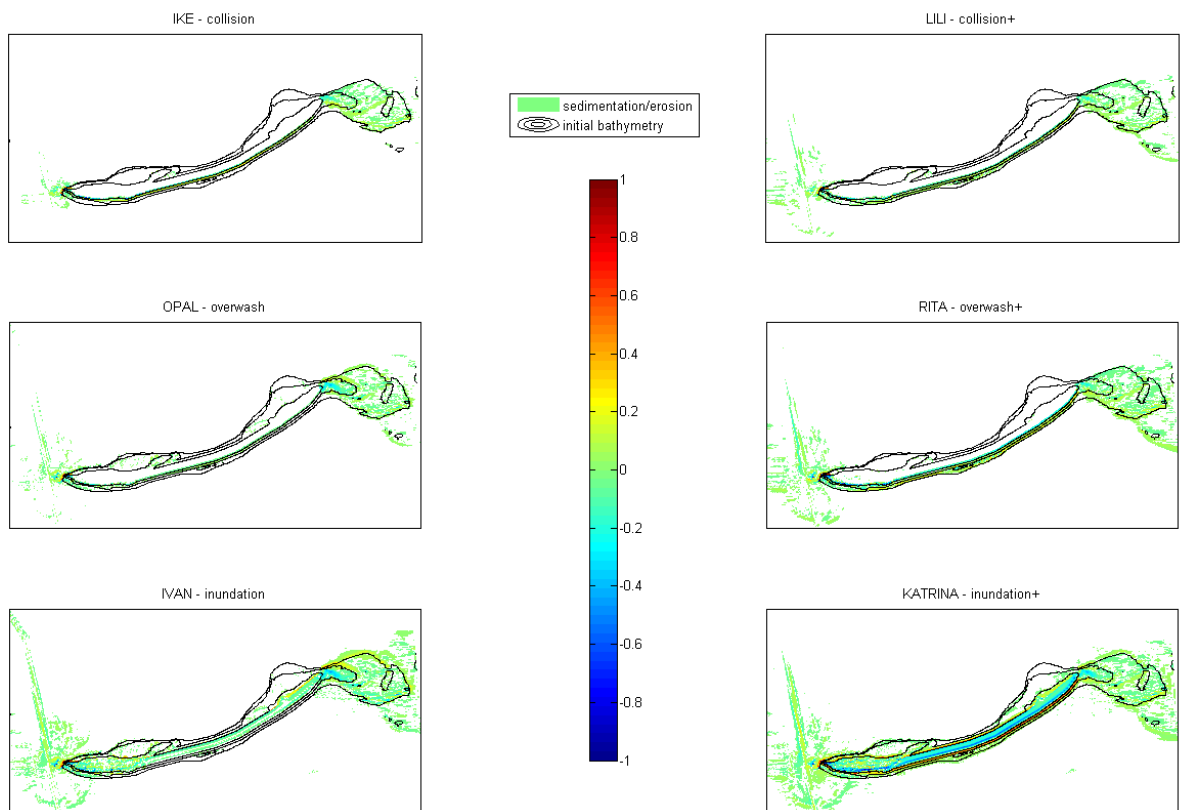 IKE - collision
LILI - collision+
sedimentation/erosion
initial bathymetry
1
0.8
0.6
0.4
0.2
0
-0.2
-0.4
-0.6
-0.8
-1
OPAL - overwash
RITA - overwash+
IVAN - inundation
KATRINA - inundation+